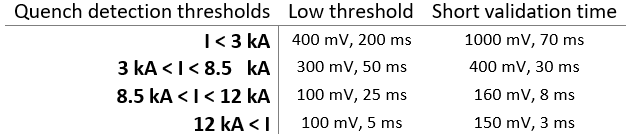 Quench detection thresholds Low threshold Short validation time
I < 3 kA 400 mV, 200 ms 1000 mV, 70 ms
3 kA < I < 8.5 kA 300 mV, 50 ms 400 mV, 30 ms
8.5 kA < I < 12 kA 100 mV, 25 ms 160 mV, 8 ms
12 kA < I 100 mV, 5 ms 150 mV, 3 ms